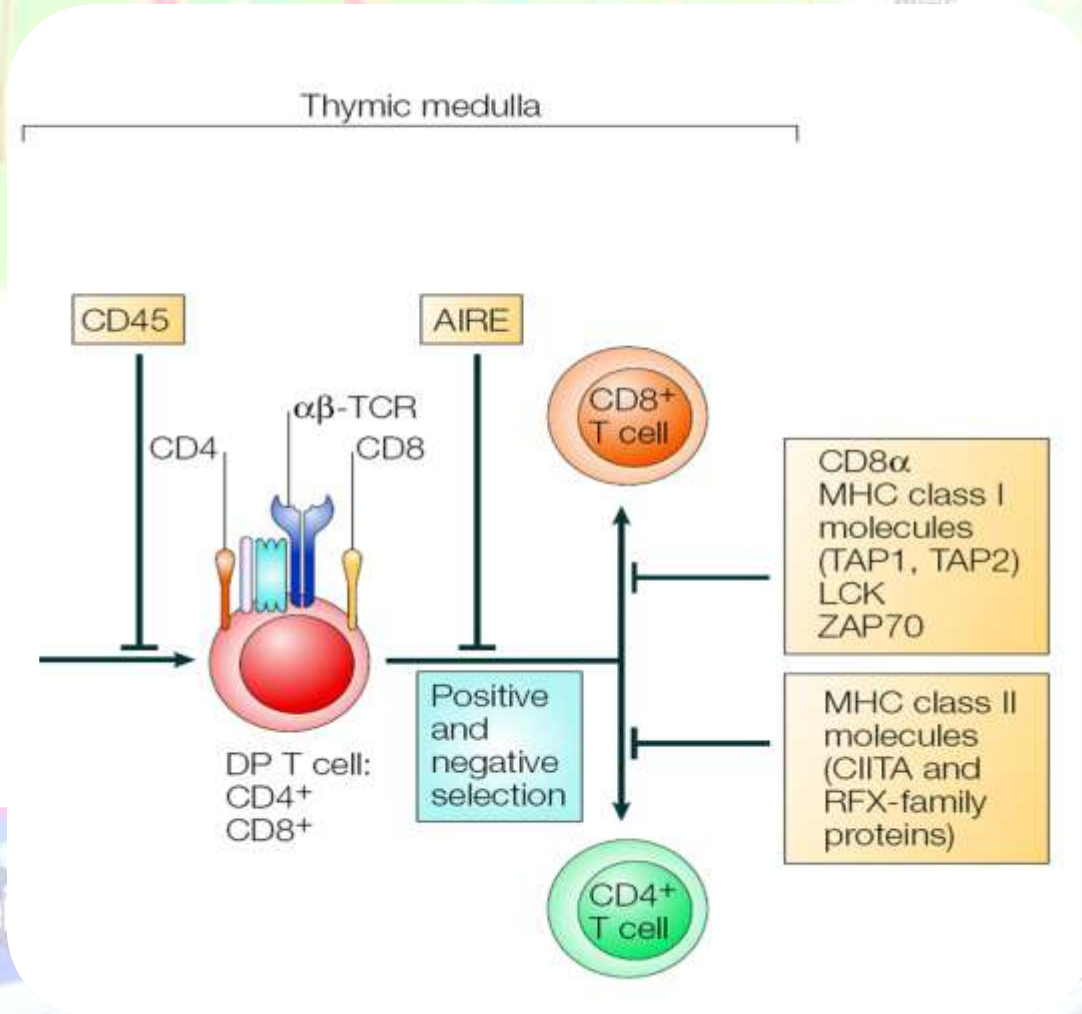 Thymic medulla
CD45
AIRE
αβ-TCR
CD4
CD8
CD8+
T cell
CD8α
MHC class I
molecules
(TAP1, TAP2)
LCK
ZAP70
Positive
and
negative
selection
DP T cell:
CD4+
CD8+
MHC class II
molecules
(CIITA and
RFX-family
proteins)
CD4+
T cell